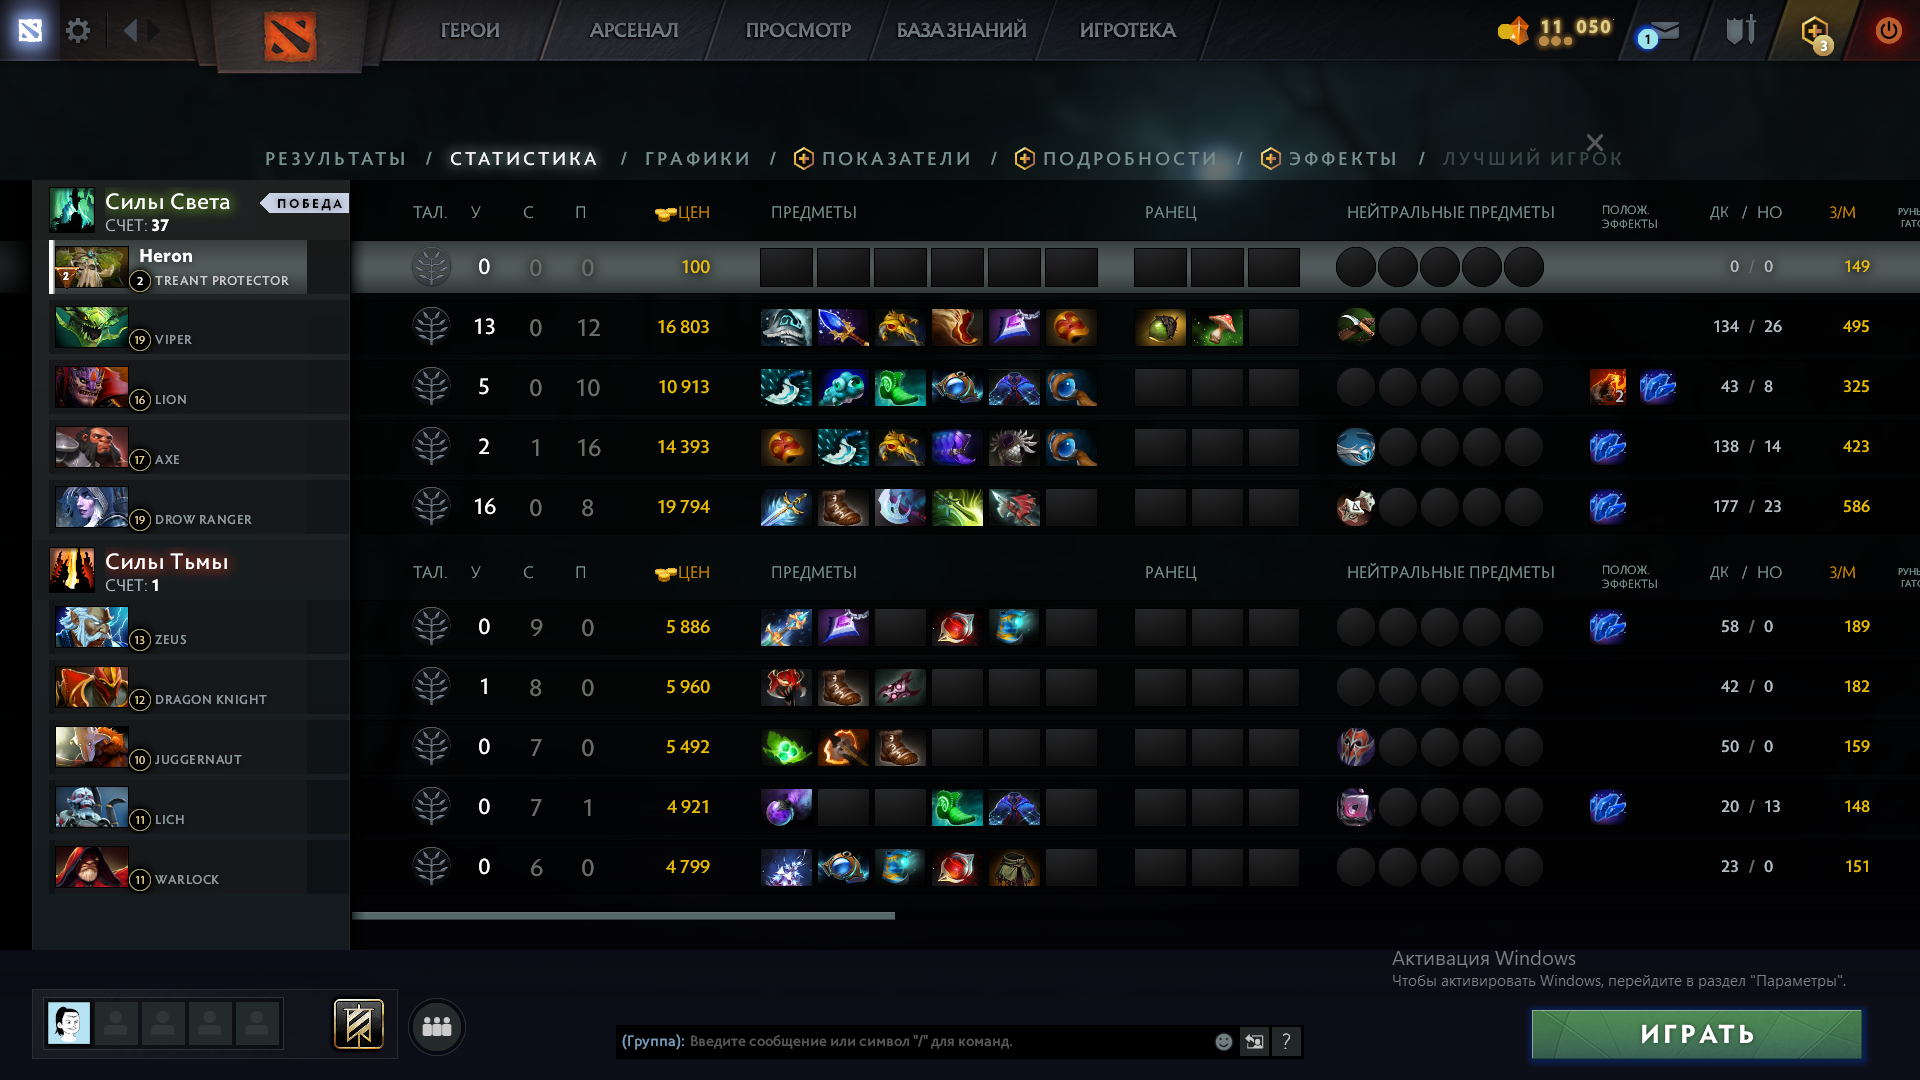 ГЕРОИ
АРСЕНАЛ
ПРОСМОТР
БАЗА ЗНАНИЙ
ИГРОТЕКА
11 050
1
3
РЕЗУЛЬТАТЫ / СТАТИСТИКА / ГРАФИКИ / ПОКАЗАТЕЛИ / ПОДРОБНОСТИ / ЭФФЕКТЫ / ЛУЧШИЙ ИГРОК
Силы Света
СЧЕТ: 37
ПОБЕДА
ТАЛ. У С П ЦЕН ПРЕДМЕТЫ РАНЕЦ НЕЙТРАЛЬНЫЕ ПРЕДМЕТЫ ПОЛОЖ. ЭФФЕКТЫ ДК / НО З/М
Heron
2 2 TREANT PROTECTOR 0 0 0 100 0 / 0 149
19 VIPER 13 0 12 16 803 134 / 26 495
16 LION 5 0 10 10 913 2 43 / 8 325
17 AXE 2 1 16 14 393 138 / 14 423
19 DROW RANGER 16 0 8 19 794 177 / 23 586
Силы Тьмы
СЧЕТ: 1
ТАЛ. У С П ЦЕН ПРЕДМЕТЫ РАНЕЦ НЕЙТРАЛЬНЫЕ ПРЕДМЕТЫ ПОЛОЖ. ЭФФЕКТЫ ДК / НО З/М
13 ZEUS 0 9 0 5 886 58 / 0 189
12 DRAGON KNIGHT 1 8 0 5 960 42 / 0 182
10 JUGGERNAUT 0 7 0 5 492 50 / 0 159
11 LICH 0 7 1 4 921 20 / 13 148
11 WARLOCK 0 6 0 4 799 23 / 0 151
Активация Windows
Чтобы активировать Windows, перейдите в раздел "Параметры".
(Группа): Введите сообщение или символ "/" для команд.
?
ИГРАТЬ